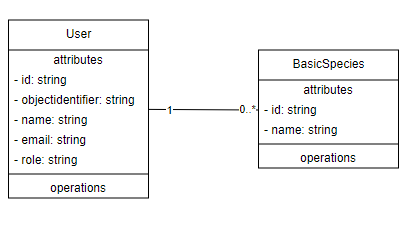 User
attributes
- id: string
- objectidentifier: string
- name: string
- email: string
- role: string
operations
1
0..*
BasicSpecies
attributes
- id: string
- name: string
operations